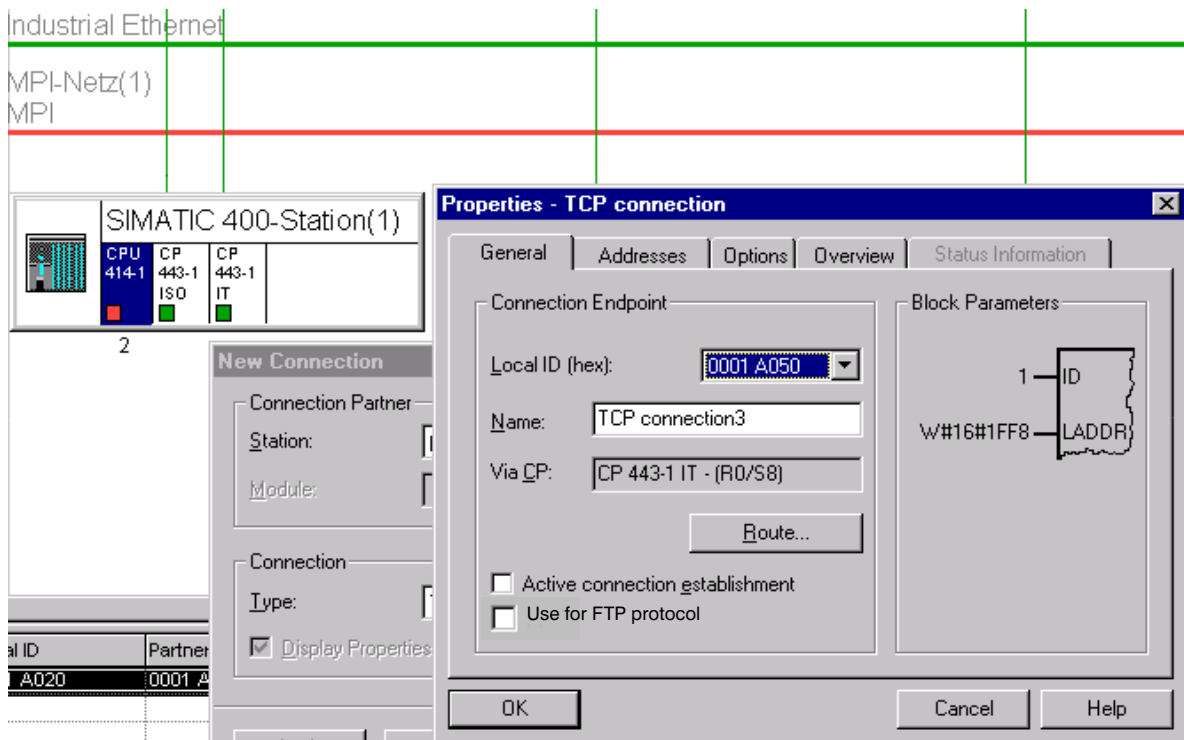 Industrial Ethernet
MPI-Netz(1)
MPI
SIMATIC 400-Station(1)
CPU 414-1
CP 443-1 ISO
CP 443-1 IT
2
New Connection
Connection Partner
Station:
Module:
Connection
Type:
Display Properties
al ID Partner
A020 0001 A
Properties - TCP connection
General Addresses Options Overview Status Information
Connection Endpoint
Local ID (hex): 0001 A050
Name: TCP connection3
Via CP: CP 443-1 IT - (R0/S8)
Route...
Active connection establishment
Use for FTP protocol
Block Parameters
1 ID
W#16#1FF8 LADDR
OK Cancel Help